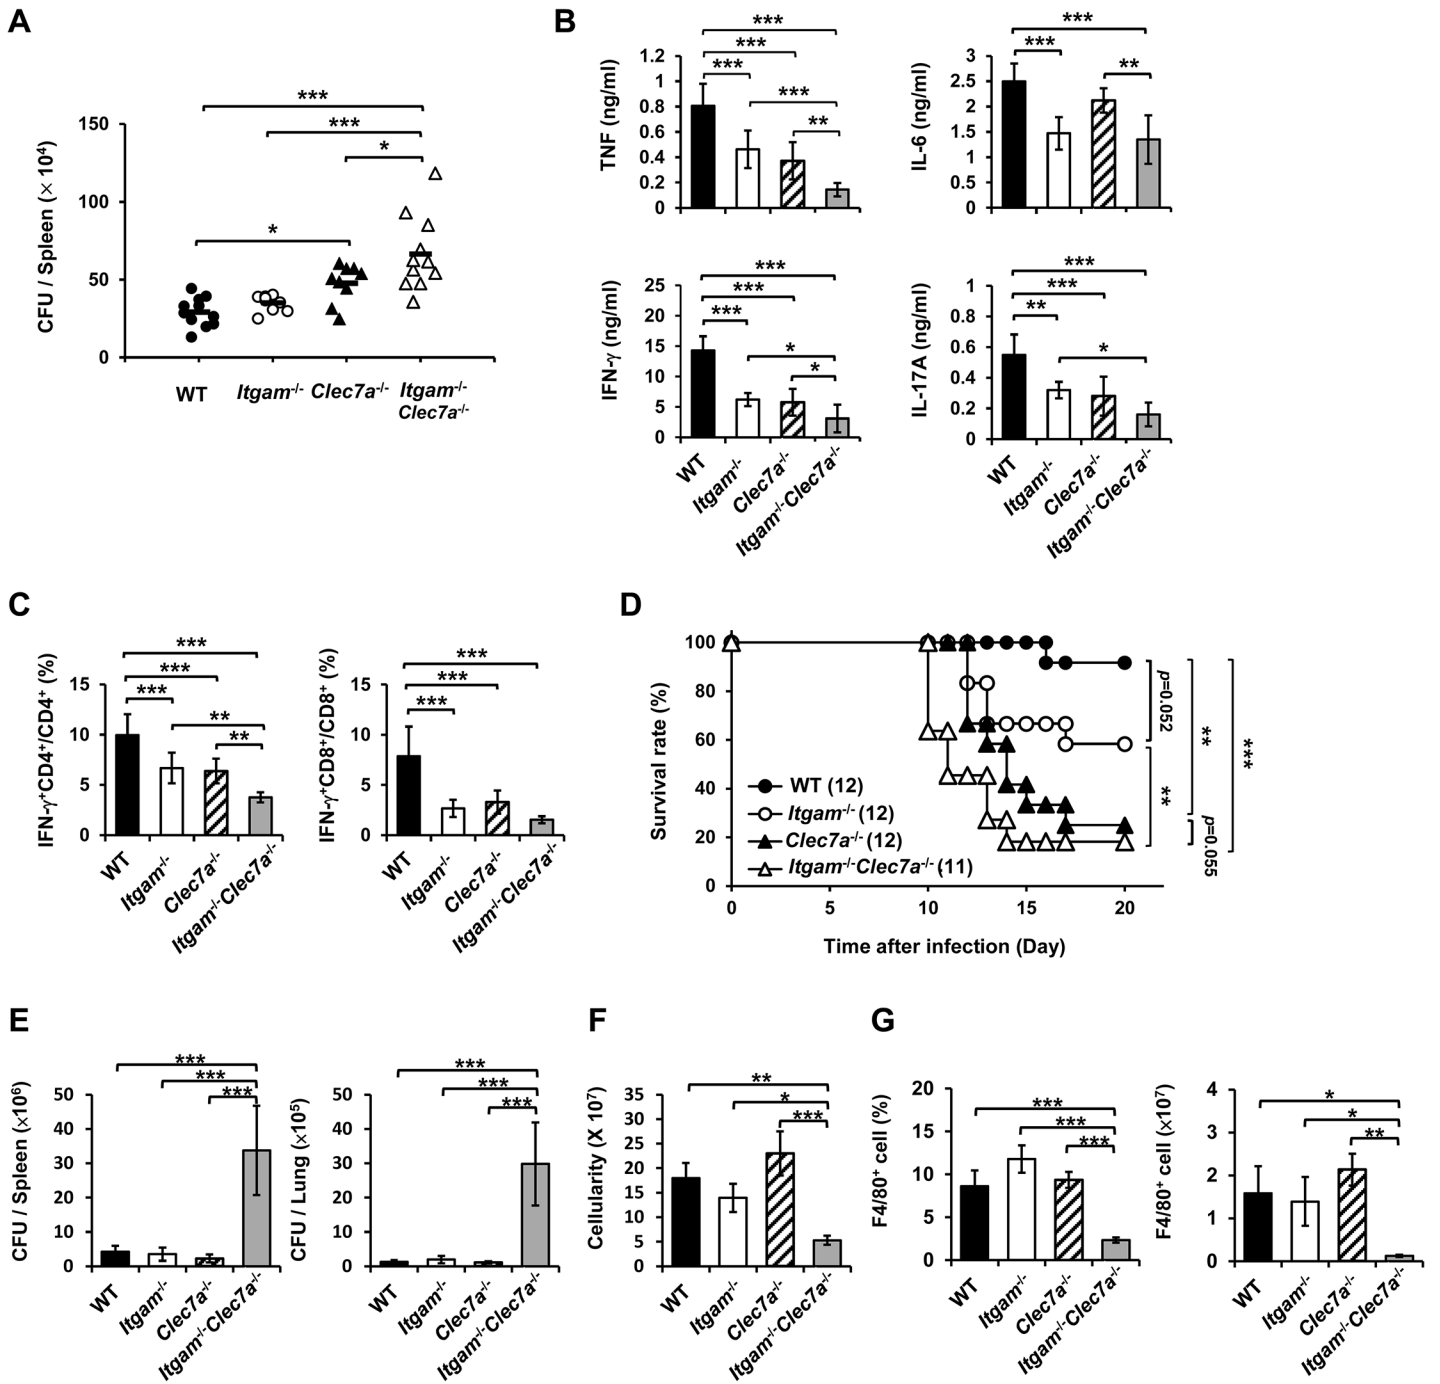 A
***
***
*
*
CFU / Spleen (× 10⁴)
150
100
50
0
WT
Itgam⁻/⁻
Clec7a⁻/⁻
Itgam⁻/⁻
Clec7a⁻/⁻
B
***
***
***
***
**
TNF (ng/ml)
1.2
1
0.8
0.6
0.4
0.2
0
***
***
**
IL-6 (ng/ml)
3
2.5
2
1.5
1
0.5
0
***
***
***
*
*
IFN-γ (ng/ml)
25
20
15
10
5
0
WT
Itgam⁻/⁻
Clec7a⁻/⁻
Itgam⁻/⁻Clec7a⁻/⁻
***
***
**
*
IL-17A (ng/ml)
1
0.8
0.6
0.4
0.2
0
WT
Itgam⁻/⁻
Clec7a⁻/⁻
Itgam⁻/⁻Clec7a⁻/⁻
C
***
***
***
**
**
IFN-γ⁺CD4⁺/CD4⁺ (%)
15
10
5
0
WT
Itgam⁻/⁻
Clec7a⁻/⁻
Itgam⁻/⁻Clec7a⁻/⁻
***
***
***
IFN-γ⁺CD8⁺/CD8⁺ (%)
15
10
5
0
WT
Itgam⁻/⁻
Clec7a⁻/⁻
Itgam⁻/⁻Clec7a⁻/⁻
D
Survival rate (%)
100
80
60
40
20
0
WT (12)
Itgam⁻/⁻ (12)
Clec7a⁻/⁻ (12)
Itgam⁻/⁻Clec7a⁻/⁻ (11)
0
5
10
15
20
Time after infection (Day)
p=0.052
**
**
p=0.055
***
E
***
***
***
CFU / Spleen (×10⁶)
50
40
30
20
10
0
WT
Itgam⁻/⁻
Clec7a⁻/⁻
Itgam⁻/⁻Clec7a⁻/⁻
***
***
***
CFU / Lung (×10⁵)
50
40
30
20
10
0
WT
Itgam⁻/⁻
Clec7a⁻/⁻
Itgam⁻/⁻Clec7a⁻/⁻
F
**
*
***
Cellularity (X 10⁷)
35
30
25
20
15
10
5
0
WT
Itgam⁻/⁻
Clec7a⁻/⁻
Itgam⁻/⁻Clec7a⁻/⁻
G
***
***
***
F4/80⁺ cell (%)
20
15
10
5
0
WT
Itgam⁻/⁻
Clec7a⁻/⁻
Itgam⁻/⁻Clec7a⁻/⁻
*
*
**
F4/80⁺ cell (×10⁷)
4
3
2
1
0
WT
Itgam⁻/⁻
Clec7a⁻/⁻
Itgam⁻/⁻Clec7a⁻/⁻